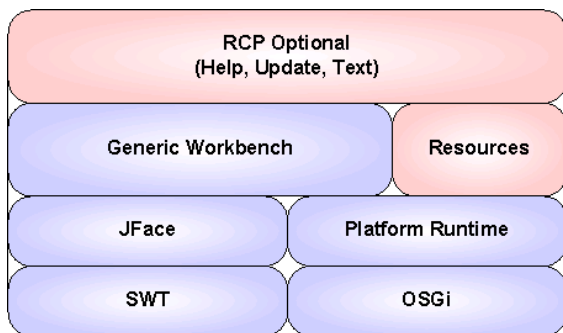 RCP Optional
(Help, Update, Text)
Generic Workbench
Resources
JFace
Platform Runtime
SWT
OSGi